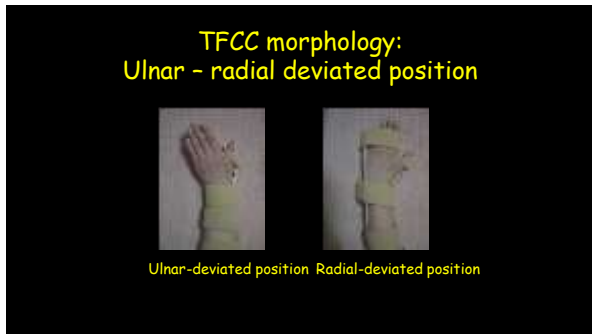 TFCC morphology:
Ulnar – radial deviated position
Ulnar-deviated position Radial-deviated position